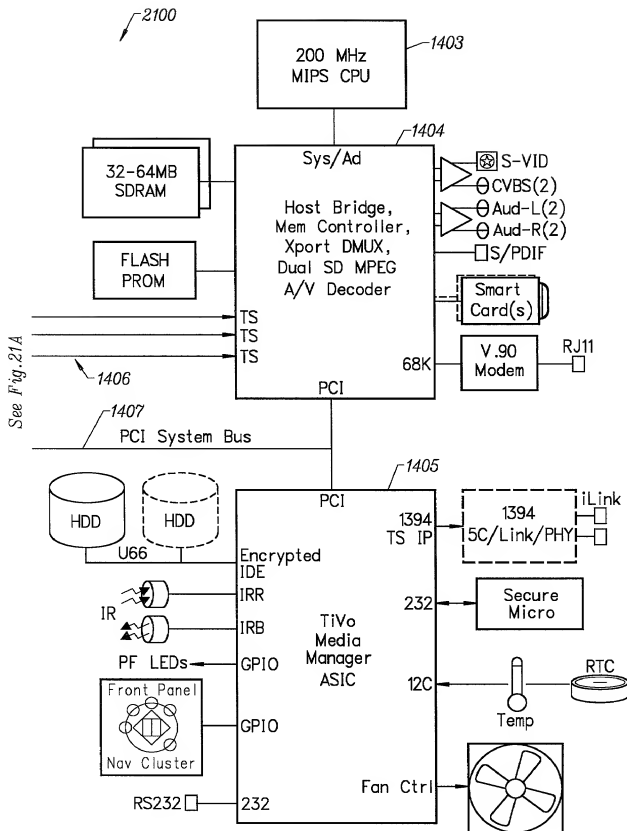 2100
1403
200 MHz
MIPS CPU
1404
Sys/Ad
32-64MB
SDRAM
Host Bridge,
Mem Controller,
Xport DMUX,
Dual SD MPEG
A/V Decoder
S-VID
CVBS(2)
Aud-L(2)
Aud-R(2)
S/PDIF
FLASH
PROM
Smart
Card(s)
TS
TS
TS
See Fig.21A
1406
68K
V.90
Modem
RJ11
PCI
1407
PCI System Bus
1405
PCI
HDD
HDD
U66
Encrypted
IDE
1394
TS IP
1394
5C/Link/PHY
iLink
IR
IRR
IRB
232
Secure
Micro
TiVo
Media
Manager
ASIC
PF LEDs
GPIO
12C
Temp
RTC
Front Panel
Nav Cluster
GPIO
Fan Ctrl
RS232
232